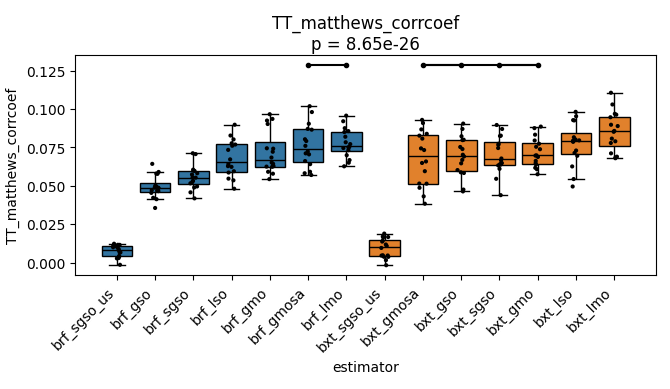 TT_matthews_corrcoef
p = 8.65e-26
TT_matthews_corrcoef
0.125
0.100
0.075
0.050
0.025
0.000
brf_sgso_us
brf_gso
brf_sgso
brf_lso
brf_gmo
brf_gmosa
brf_lmo
bxt_sgso_us
bxt_gmosa
bxt_gso
bxt_sgso
bxt_gmo
bxt_lso
bxt_lmo
estimator